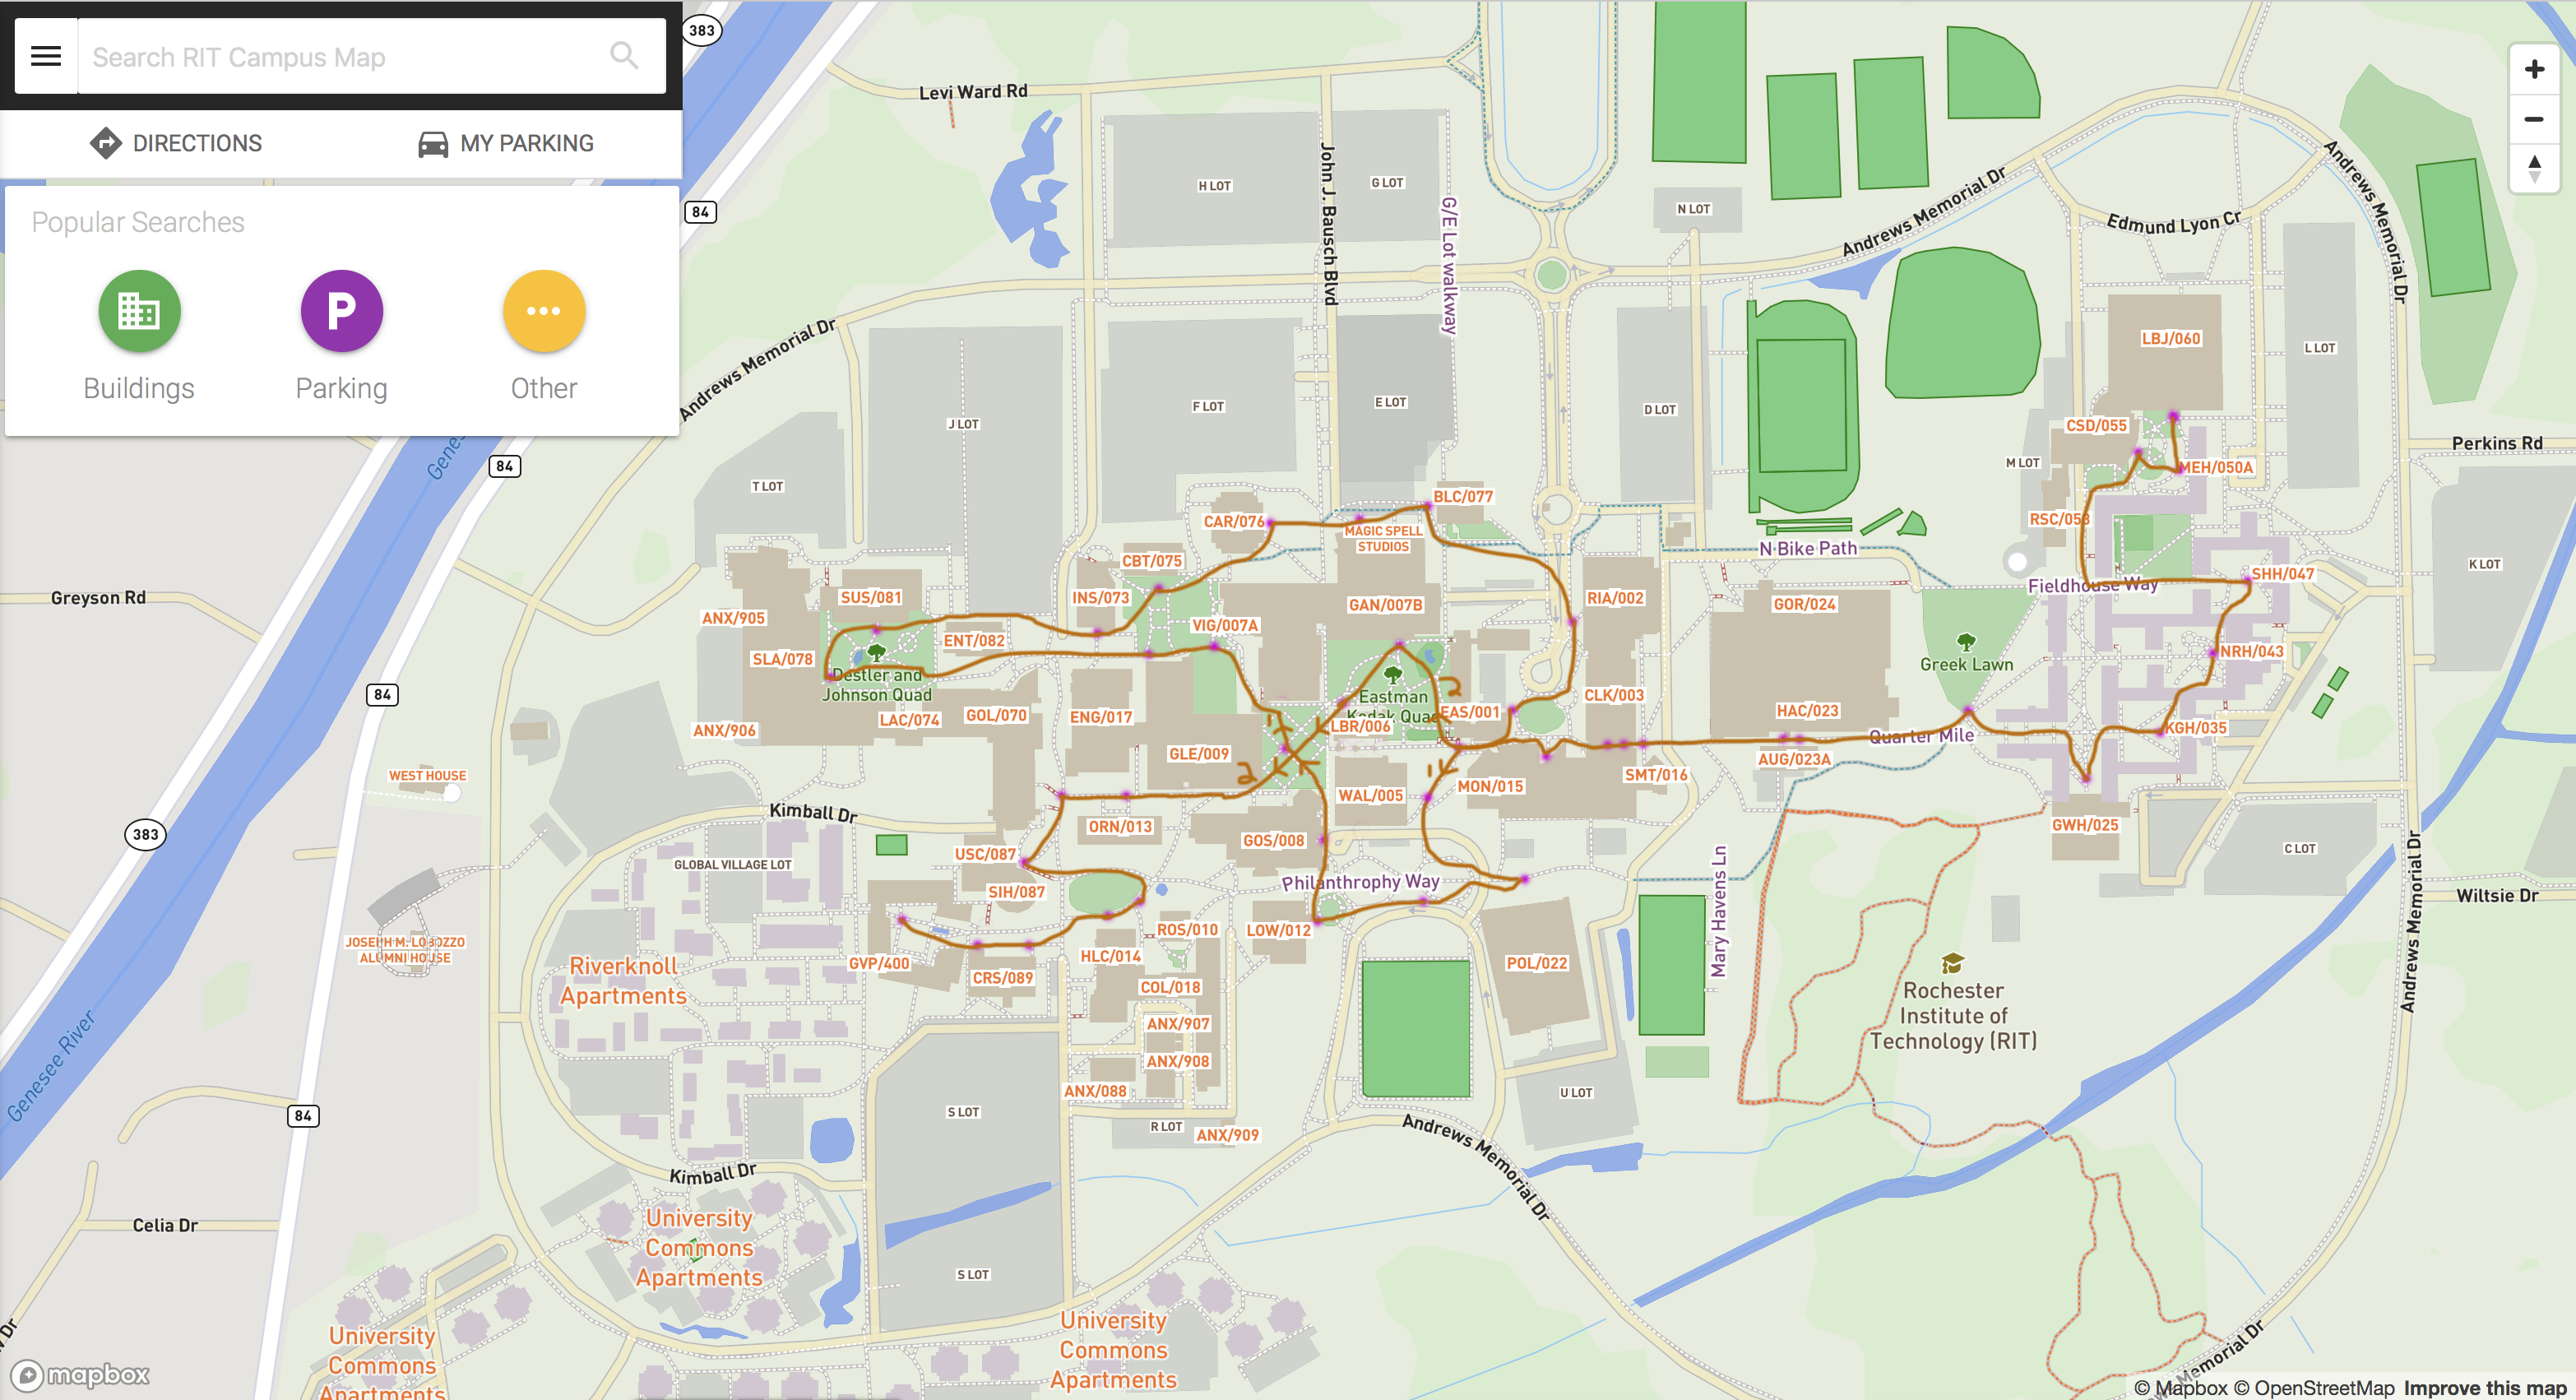 Search RIT Campus Map
DIRECTIONS
MY PARKING
Popular Searches
Buildings
P
Parking
Other
383
84
Levi Ward Rd
H LOT
John J. Bausch Blvd
G LOT
G/E Lot walkway
N LOT
Andrews Memorial Dr
Edmund Lyon Cr
Andrews Memorial Dr
L LOT
LBJ/060
Andrews Memorial Dr
J LOT
F LOT
E LOT
D LOT
CSD/055
MEH/050A
M LOT
Perkins Rd
Genes
84
T LOT
BLC/077
CAR/076
MAGIC SPELL
STUDIOS
RSC/053
N Bike Path
CBT/075
K LOT
SHH/047
Fieldhouse Way
Greyson Rd
SUS/081
INS/073
GAN/007B
RIA/002
GOR/024
ANX/905
VIG/007A
ENT/082
SLA/078
NRH/043
Greek Lawn
Destler and
Johnson Quad
84
Eastman
Kodak Quad
CLK/003
LAC/074
GOL/070
ENG/017
EAS/001
HAC/023
LBR/006
KGH/035
ANX/906
Quarter Mile
GLE/009
2
2
1
1
AUG/023A
SMT/016
WEST HOUSE
MON/015
WAL/005
Kimball Dr
ORN/013
GOS/008
GWH/025
383
USC/087
GLOBAL VILLAGE LOT
C LOT
SIH/087
Philanthrophy Way
Wiltsie Dr
Mary Havens Ln
ROS/010
LOW/012
JOSEPH M. LOBOZZO
ALUMNI HOUSE
HLC/014
GVP/400
CRS/089
POL/022
Riverknoll
Apartments
COL/018
Andrews Memorial Dr
Rochester
Institute of
Technology (RIT)
ANX/907
ANX/908
ANX/088
Genesee River
84
S LOT
U LOT
R LOT
ANX/909
Andrews Memorial Dr
Kimball Dr
Celia Dr
University
Commons
Apartments
S LOT
University
Commons
Apartments
University
Commons
Apartments
Dr
Memorial Dr
mapbox
© Mapbox © OpenStreetMap Improve this map